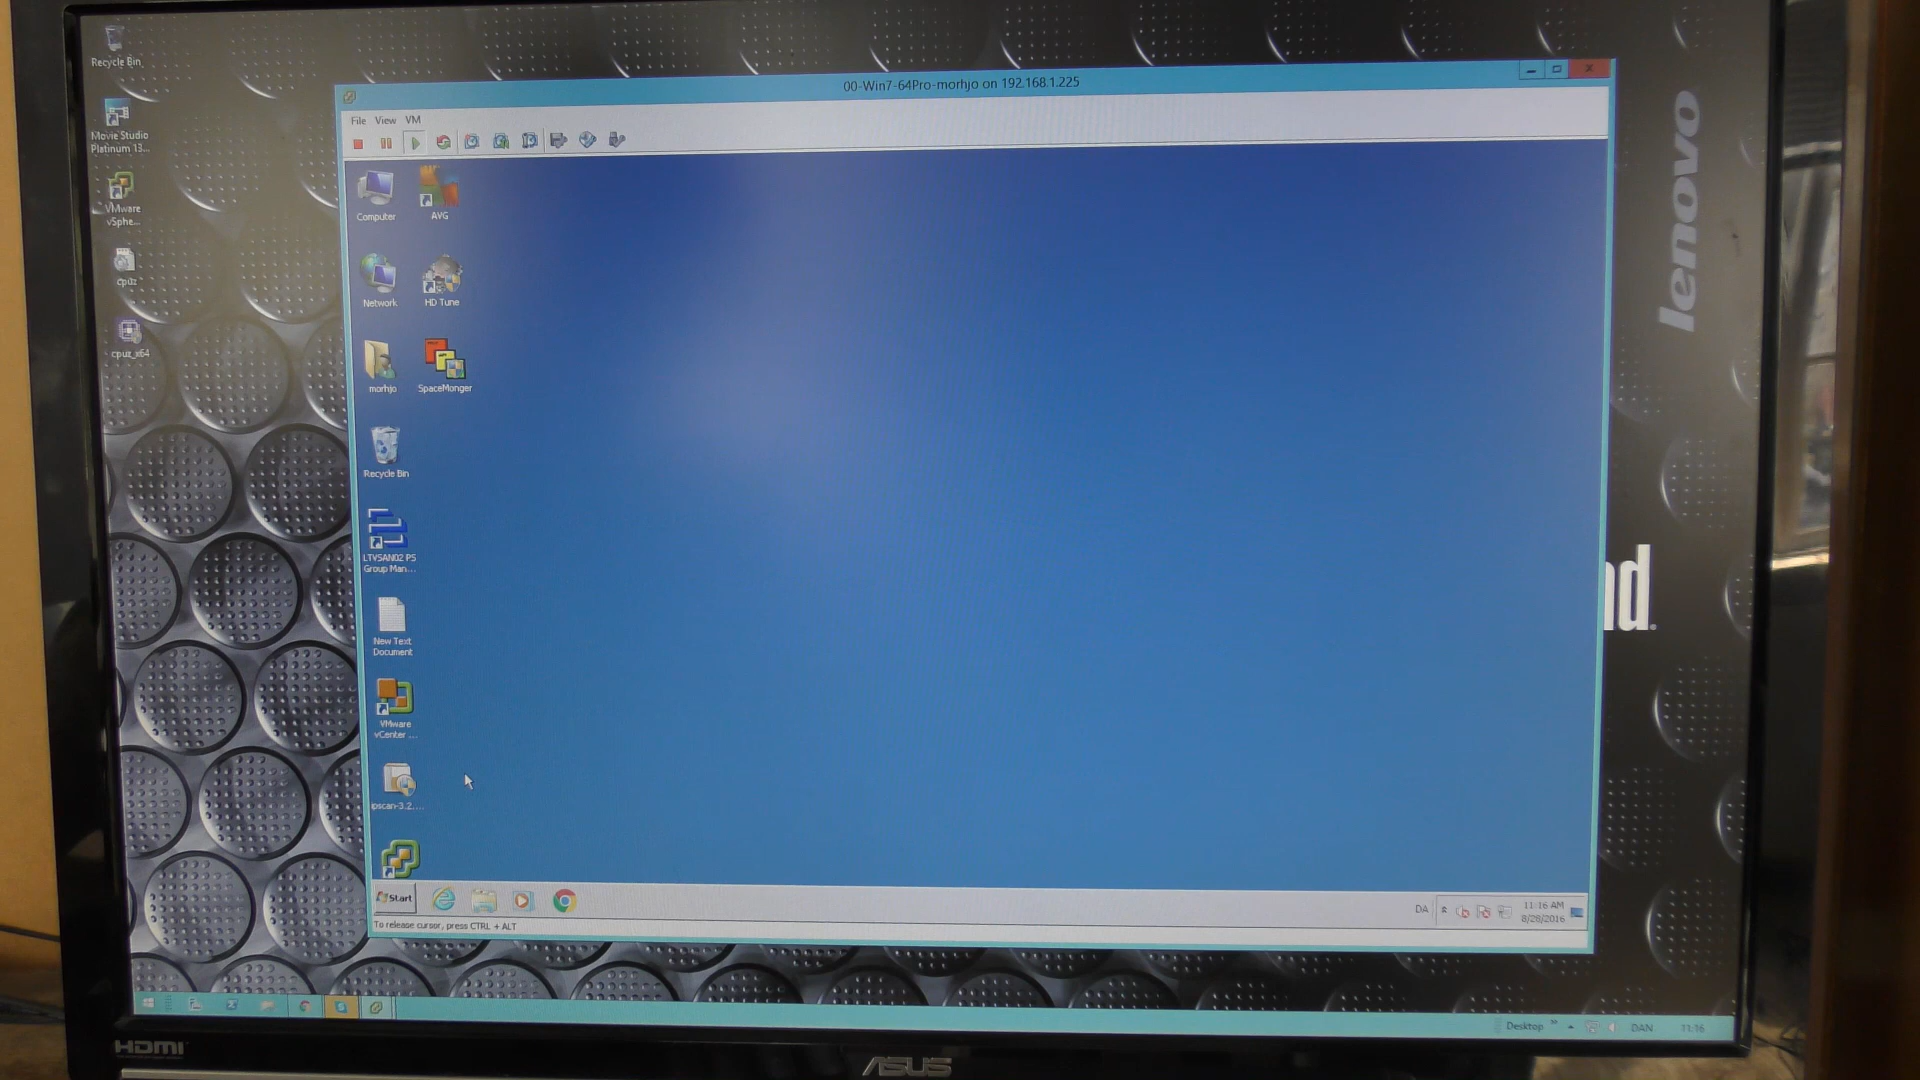 Recycle Bin
Movie Studio
Platinum 13...
VMware
vSphe...
cpuz
cpuz_x64
00-Win7-64Pro-morhjo on 192.168.1.225
File View VM
Computer
AVG
Network
HD Tune
morhjo
SpaceMonger
Recycle Bin
LTVSAN02 PS
Group Man...
New Text
Document
VMware
vCenter ...
ipscan-3.2....
Start
DA
11:16 AM
8/28/2016
To release cursor, press CTRL + ALT
lenovo
nd.
Desktop
DAN
11:16
HDMI
ASUS